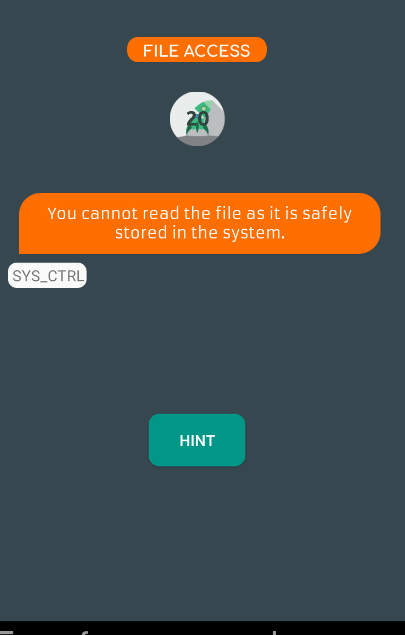 FILE ACCESS
20
You cannot read the file as it is safely
stored in the system.
SYS_CTRL
HINT